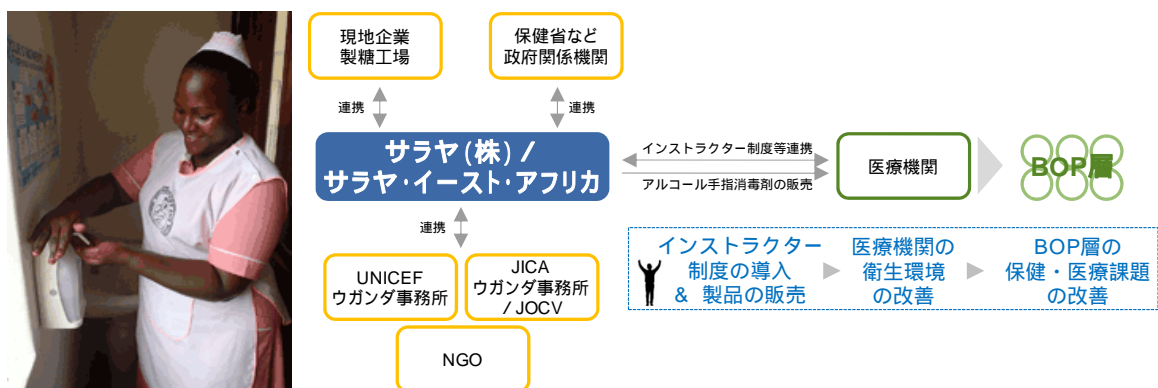 現地企業
製糖工場
保健省など
政府関係機関
連携
連携
サラヤ(株) /
サラヤ・イースト・アフリカ
インストラクター制度等連携
アルコール手指消毒剤の販売
医療機関
BOP層
連携
UNICEF
ウガンダ事務所
JICA
ウガンダ事務所
/ JOCV
NGO
インストラクター
制度の導入
& 製品の販売
医療機関の
衛生環境
の改善
BOP層の
保健・医療課題
の改善